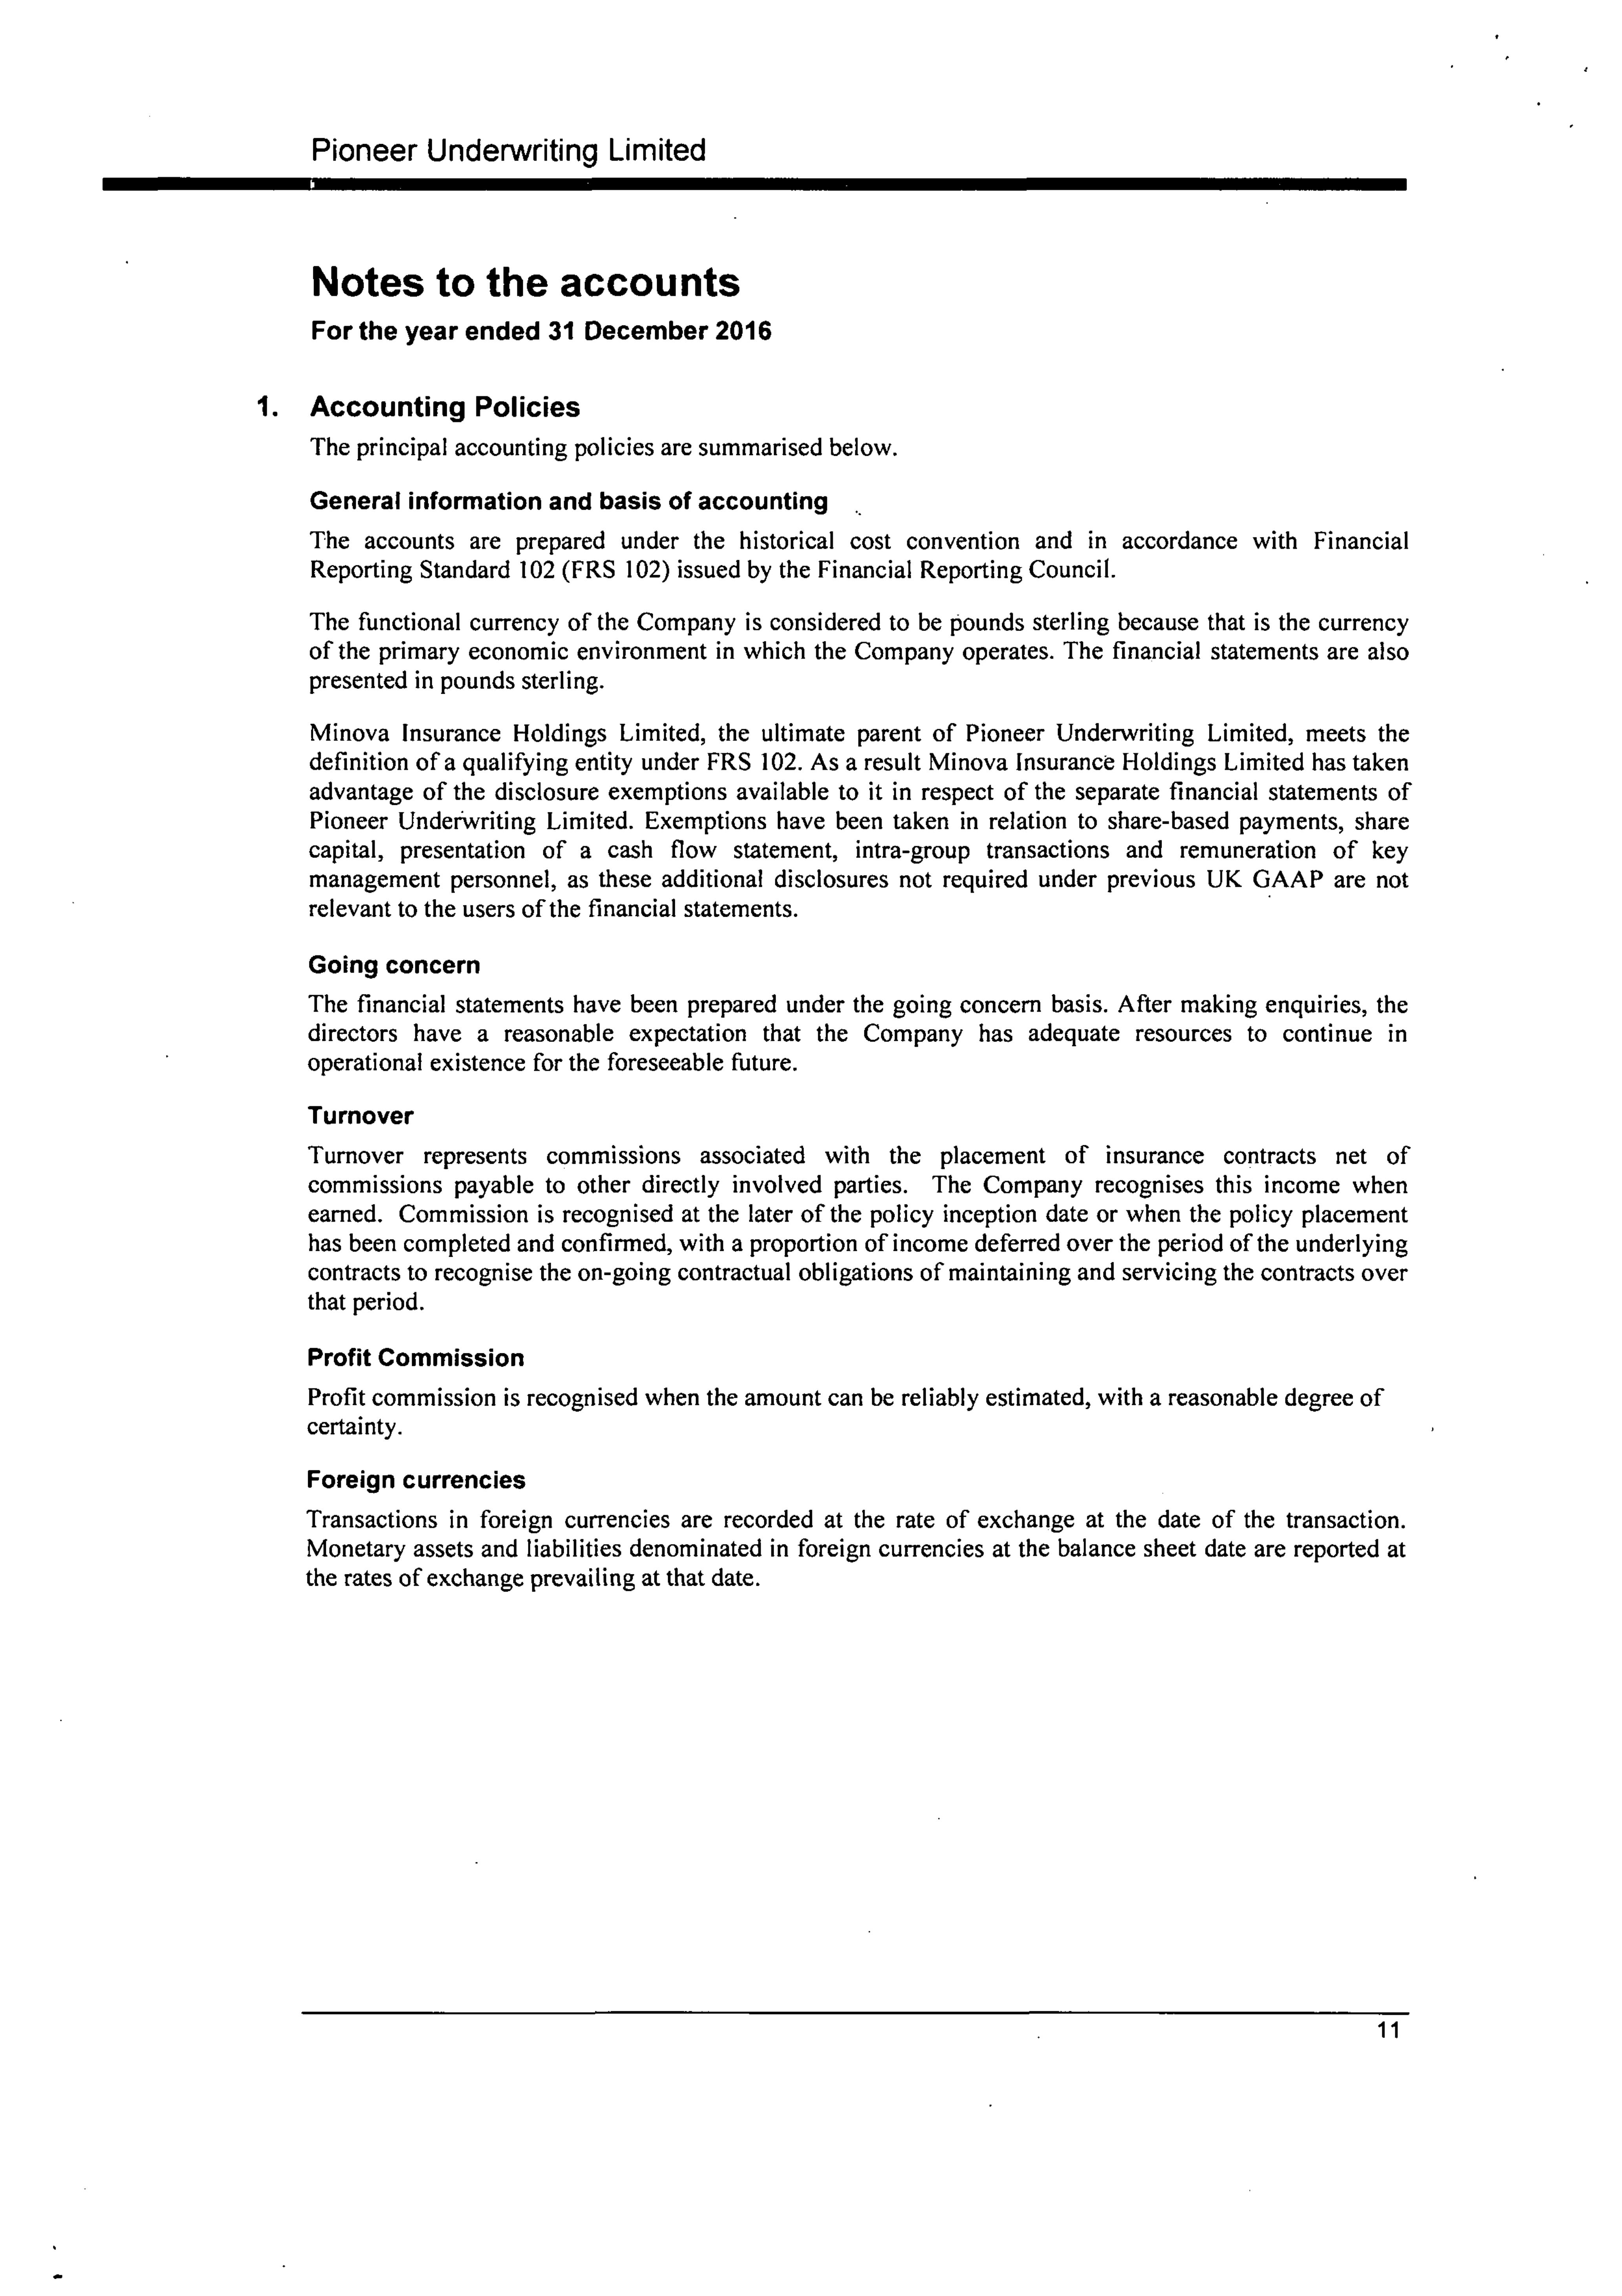 Pioneer Underwriting Limited
Notes to the accounts
For the year ended 31 December 2016
1. Accounting Policies
The principal accounting policies are summarised below.
General information and basis of accounting
The accounts are prepared under the historical cost convention and in accordance with Financial
Reporting Standard 102 (FRS 102) issued by the Financial Reporting Council.
The functional currency of the Company is considered to be pounds sterling because that is the currency
of the primary economic environment in which the Company operates. The financial statements are also
presented in pounds sterling.
Minova Insurance Holdings Limited, the ultimate parent of Pioneer Underwriting Limited, meets the
definition of a qualifying entity under FRS 102. As a result Minova Insurance Holdings Limited has taken
advantage of the disclosure exemptions available to it in respect of the separate financial statements of
Pioneer Underwriting Limited. Exemptions have been taken in relation to share-based payments, share
capital, presentation of a cash flow statement, intra-group transactions and remuneration of key
management personnel, as these additional disclosures not required under previous UK GAAP are not
relevant to the users of the financial statements.
Going concern
The financial statements have been prepared under the going concern basis. After making enquiries, the
directors have a reasonable expectation that the Company has adequate resources to continue in
operational existence for the foreseeable future.
Turnover
Turnover represents commissions associated with the placement of insurance contracts net of
commissions payable to other directly involved parties. The Company recognises this income when
earned. Commission is recognised at the later of the policy inception date or when the policy placement
has been completed and confirmed, with a proportion of income deferred over the period of the underlying
contracts to recognise the on-going contractual obligations of maintaining and servicing the contracts over
that period.
Profit Commission
Profit commission is recognised when the amount can be reliably estimated, with a reasonable degree of
certainty.
Foreign currencies
Transactions in foreign currencies are recorded at the rate of exchange at the date of the transaction.
Monetary assets and liabilities denominated in foreign currencies at the balance sheet date are reported at
the rates of exchange prevailing at that date.
11